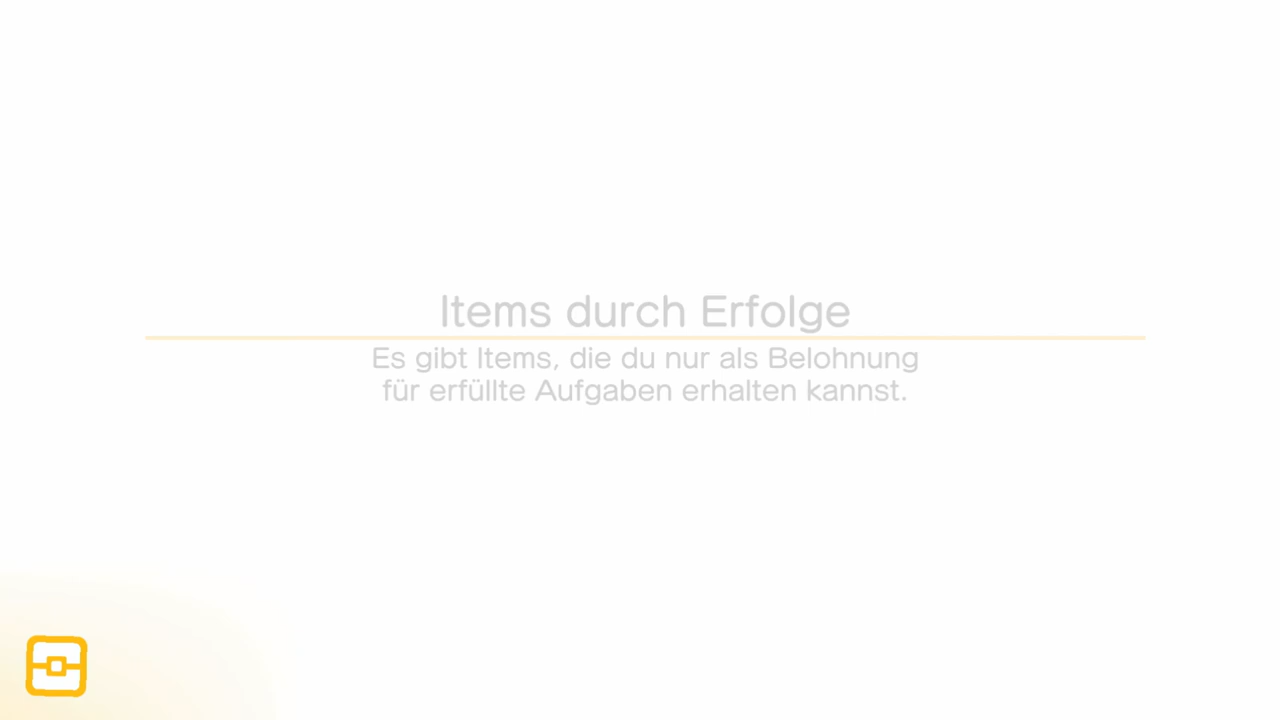 Items durch Erfolge
Es gibt Items, die du nur als Belohnung
für erfüllte Aufgaben erhalten kannst.